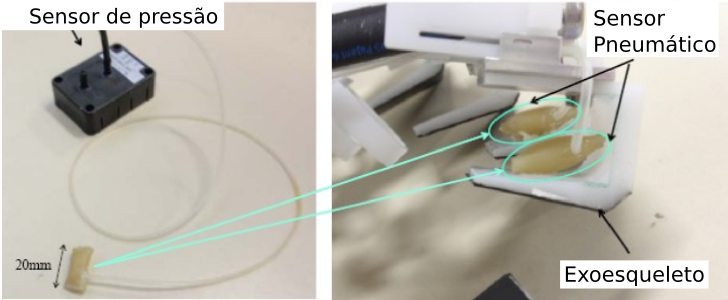 Sensor de pressão
Sensor
Pneumático
20mm
Exoesqueleto